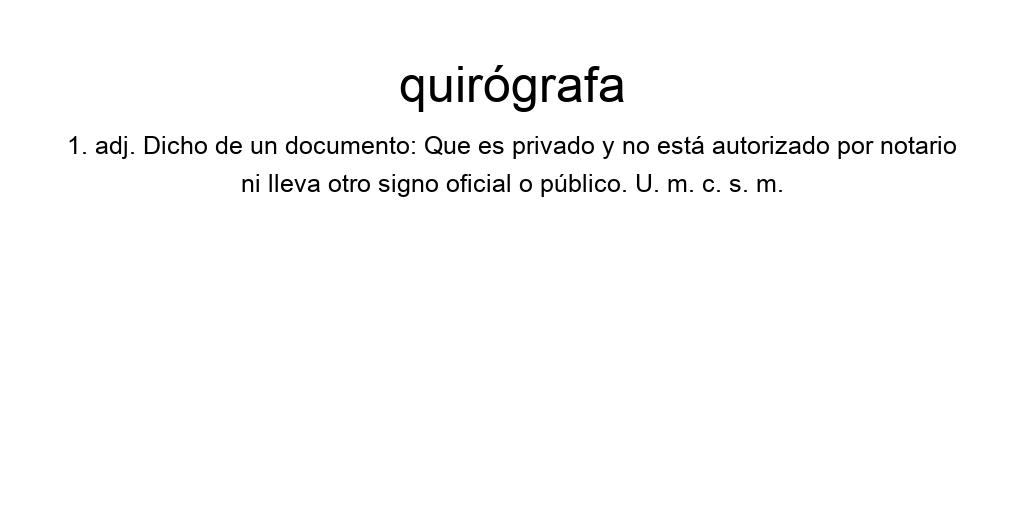 quirógrafa
1. adj. Dicho de un documento: Que es privado y no está autorizado por notario
ni lleva otro signo oficial o público. U. m. c. s. m.